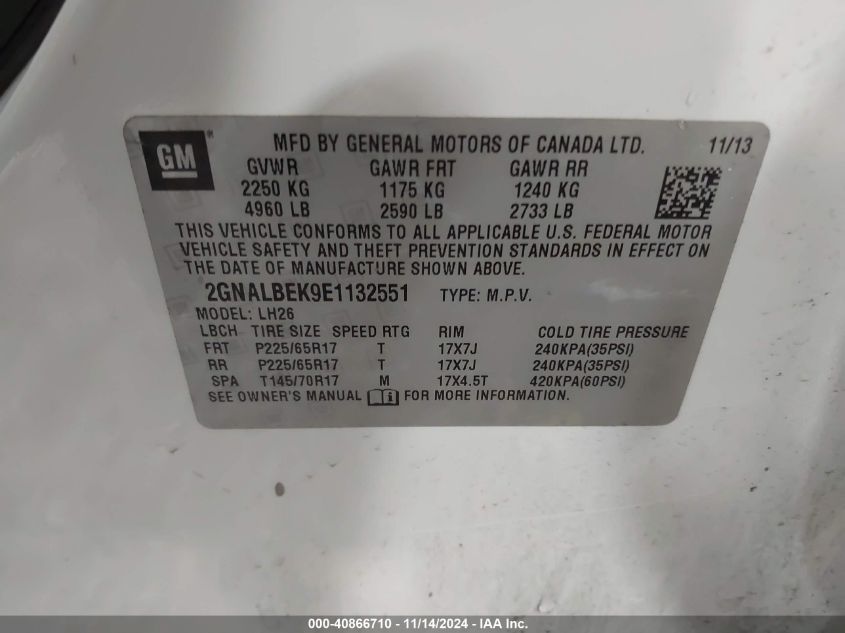 GM ®
MFD BY GENERAL MOTORS OF CANADA LTD. 11/13
GVWR GAWR FRT GAWR RR
2250 KG 1175 KG 1240 KG
4960 LB 2590 LB 2733 LB
THIS VEHICLE CONFORMS TO ALL APPLICABLE U.S. FEDERAL MOTOR
VEHICLE SAFETY AND THEFT PREVENTION STANDARDS IN EFFECT ON
THE DATE OF MANUFACTURE SHOWN ABOVE.
2GNALBEK9E1132551 TYPE: M.P.V.
MODEL: LH26
LBCH TIRE SIZE SPEED RTG RIM COLD TIRE PRESSURE
FRT P225/65R17 T 17X7J 240KPA(35PSI)
RR P225/65R17 T 17X7J 240KPA(35PSI)
SPA T145/70R17 M 17X4.5T 420KPA(60PSI)
SEE OWNER'S MANUAL FOR MORE INFORMATION.
000-40866710 - 11/14/2024 - IAA Inc.